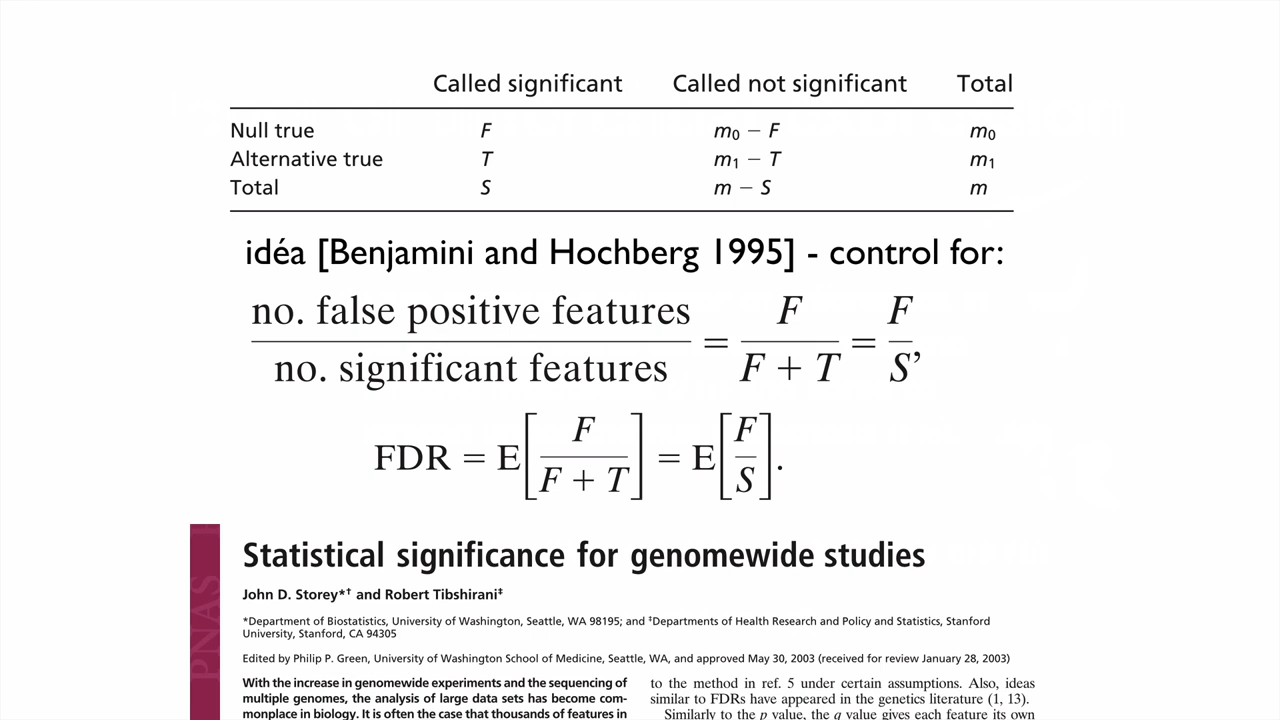 Called significant Called not significant Total
Null true F m₀ − F m₀
Alternative true T m₁ − T m₁
Total S m − S m
idéa [Benjamini and Hochberg 1995] - control for:
no. false positive features / no. significant features = F / F + T = F / S,
FDR = E[F / F + T] = E[F / S].
PNAS
Statistical significance for genomewide studies
John D. Storey*† and Robert Tibshirani‡
*Department of Biostatistics, University of Washington, Seattle, WA 98195; and ‡Departments of Health Research and Policy and Statistics, Stanford
University, Stanford, CA 94305
Edited by Philip P. Green, University of Washington School of Medicine, Seattle, WA, and approved May 30, 2003 (received for review January 28, 2003)
With the increase in genomewide experiments and the sequencing of
multiple genomes, the analysis of large data sets has become com-
monplace in biology. It is often the case that thousands of features in
to the method in ref. 5 under certain assumptions. Also, ideas
similar to FDRs have appeared in the genetics literature (1, 13).
Similarly to the p value, the q value gives each feature its own